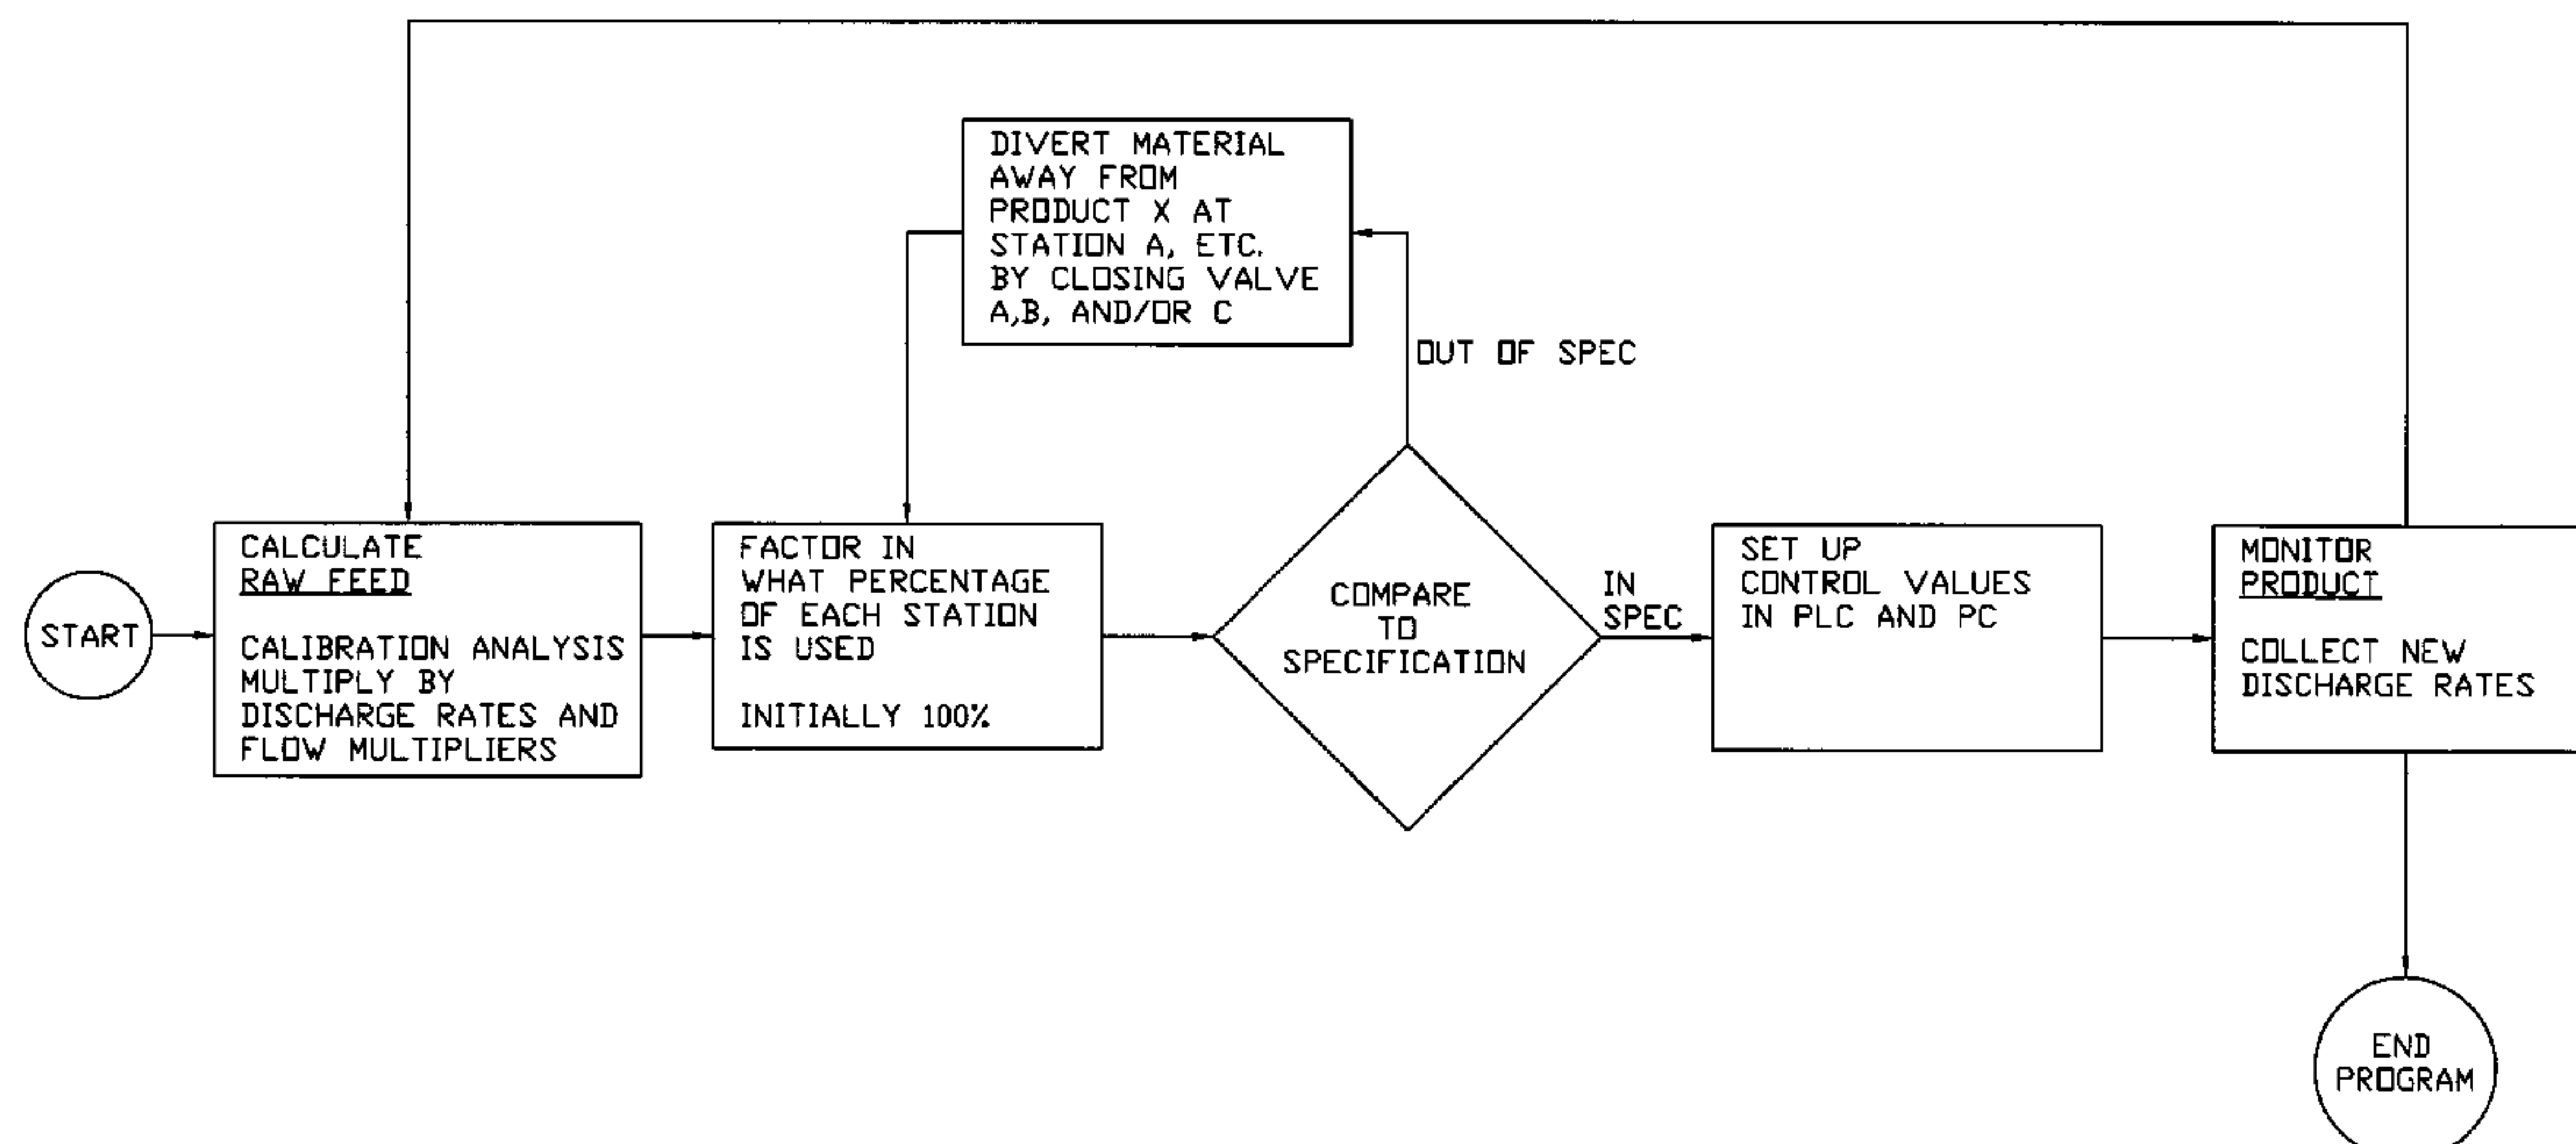 DIVERT MATERIAL
AWAY FROM
PRODUCT X AT
STATION A, ETC.
BY CLOSING VALVE
A,B, AND/OR C
OUT OF SPEC
START
CALCULATE
RAW FEED
CALIBRATION ANALYSIS
MULTIPLY BY
DISCHARGE RATES AND
FLOW MULTIPLIERS
FACTOR IN
WHAT PERCENTAGE
OF EACH STATION
IS USED
INITIALLY 100%
COMPARE
TO
SPECIFICATION
IN
SPEC
SET UP
CONTROL VALUES
IN PLC AND PC
MONITOR
PRODUCT
COLLECT NEW
DISCHARGE RATES
END
PROGRAM